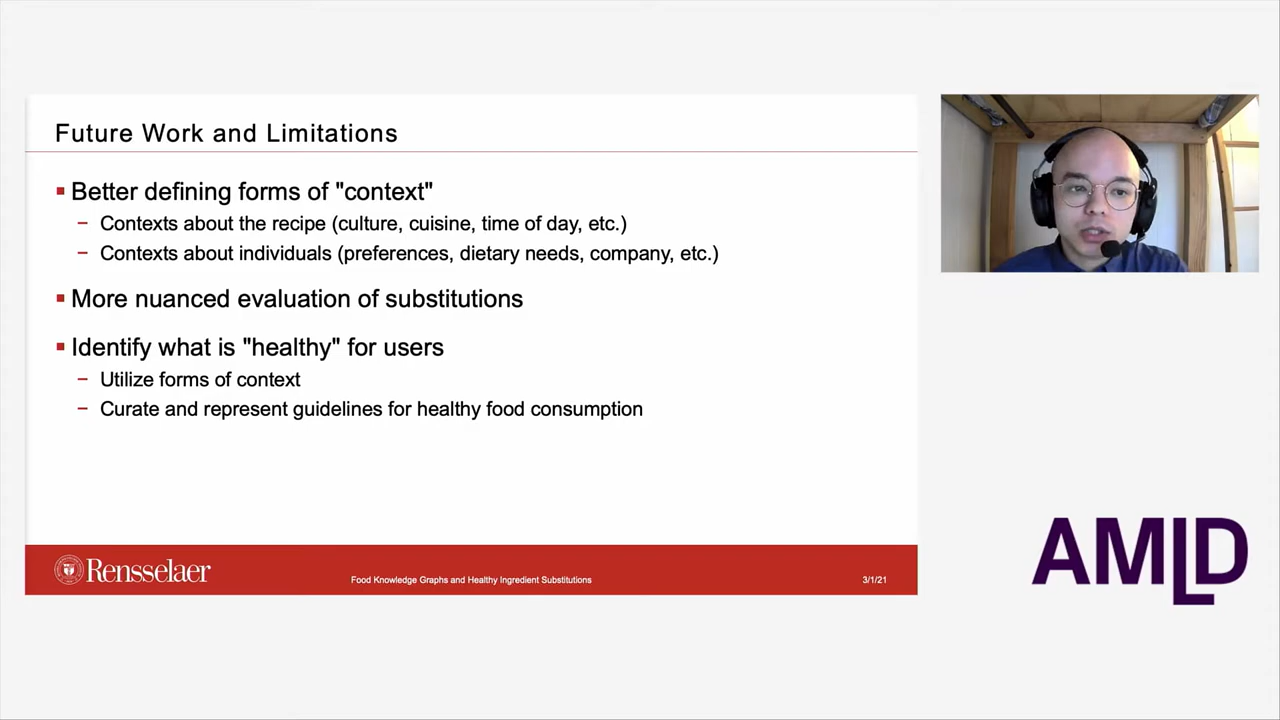 Future Work and Limitations
Better defining forms of "context"
– Contexts about the recipe (culture, cuisine, time of day, etc.)
– Contexts about individuals (preferences, dietary needs, company, etc.)
More nuanced evaluation of substitutions
Identify what is "healthy" for users
– Utilize forms of context
– Curate and represent guidelines for healthy food consumption
Rensselaer
Food Knowledge Graphs and Healthy Ingredient Substitutions
3/1/21
AMLD